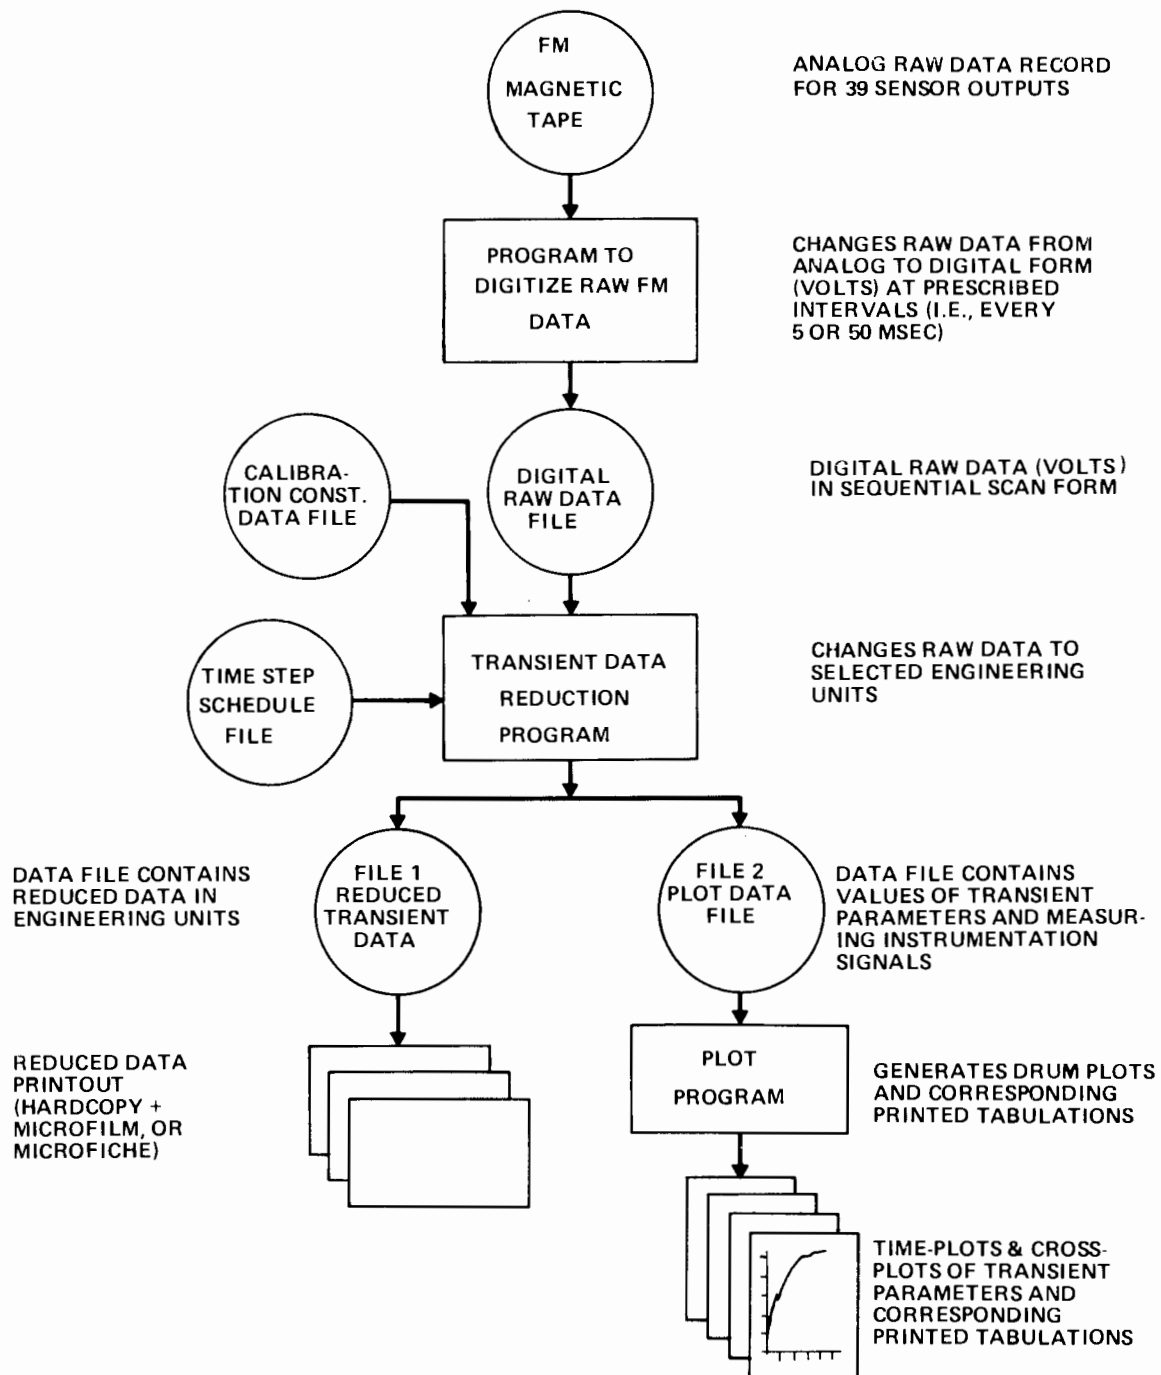 FM
MAGNETIC
TAPE
ANALOG RAW DATA RECORD
FOR 39 SENSOR OUTPUTS
PROGRAM TO
DIGITIZE RAW FM
DATA
CHANGES RAW DATA FROM
ANALOG TO DIGITAL FORM
(VOLTS) AT PRESCRIBED
INTERVALS (I.E., EVERY
5 OR 50 MSEC)
CALIBRA-
TION CONST.
DATA FILE
DIGITAL
RAW DATA
FILE
DIGITAL RAW DATA (VOLTS)
IN SEQUENTIAL SCAN FORM
TIME STEP
SCHEDULE
FILE
TRANSIENT DATA
REDUCTION
PROGRAM
CHANGES RAW DATA TO
SELECTED ENGINEERING
UNITS
DATA FILE CONTAINS
REDUCED DATA IN
ENGINEERING UNITS
FILE 1
REDUCED
TRANSIENT
DATA
FILE 2
PLOT DATA
FILE
DATA FILE CONTAINS
VALUES OF TRANSIENT
PARAMETERS AND MEASUR-
ING INSTRUMENTATION
SIGNALS
REDUCED DATA
PRINTOUT
(HARDCOPY +
MICROFILM, OR
MICROFICHE)
PLOT
PROGRAM
GENERATES DRUM PLOTS
AND CORRESPONDING
PRINTED TABULATIONS
TIME-PLOTS & CROSS-
PLOTS OF TRANSIENT
PARAMETERS AND
CORRESPONDING
PRINTED TABULATIONS